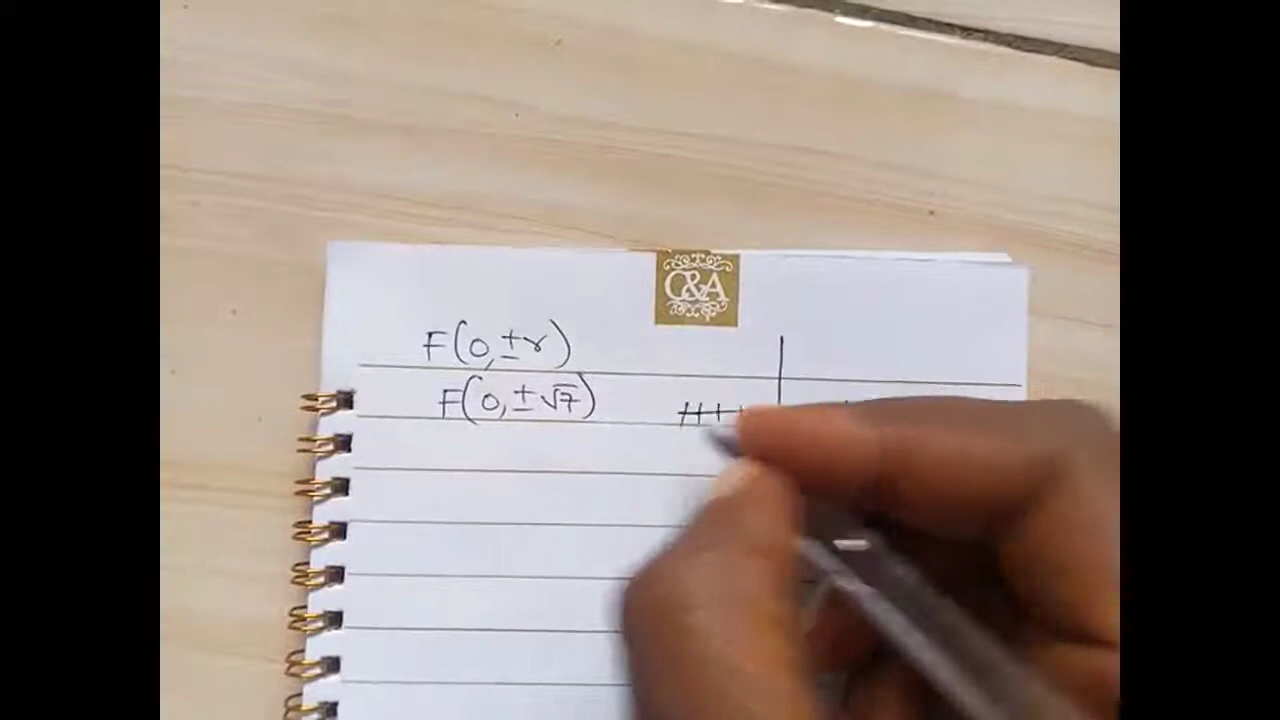 C&A
F(0, ±r)
F(0, ±√7)